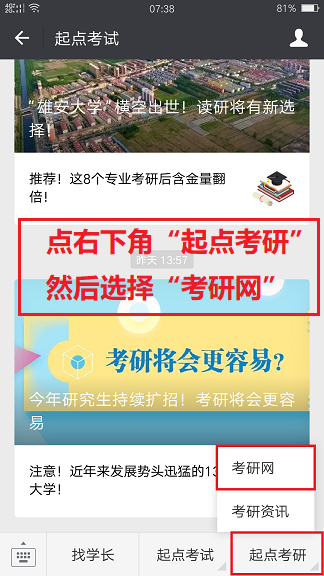 4G 07:38 81%
起点考试
“雄安大学”横空出世！读研将有新选
择！
推荐！这8个专业考研后含金量翻
倍！
点右下角“起点考研”
昨天 13:57
然后选择“考研网”
考研将会更容易？
今年研究生持续扩招！考研将会更容
易
注意！近年来发展势头迅猛的13
大学！
考研网
考研资讯
找学长 起点考试 起点考研